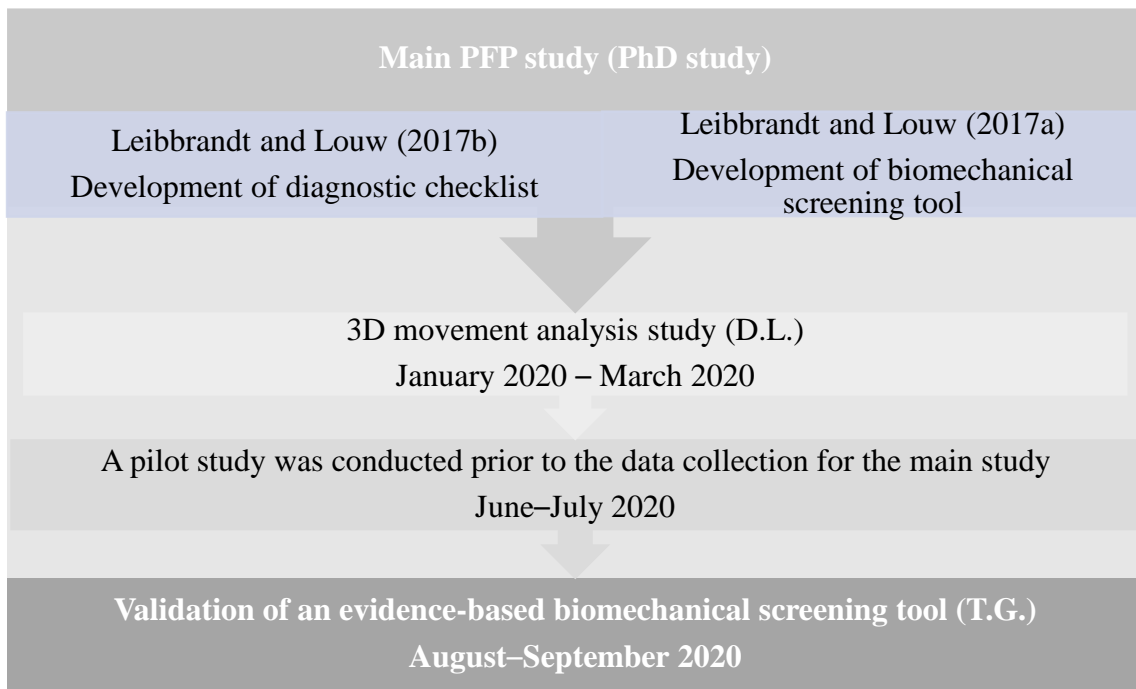 Main PFP study (PhD study)
Leibbrandt and Louw (2017b)
Development of diagnostic checklist
Leibbrandt and Louw (2017a)
Development of biomechanical
screening tool
3D movement analysis study (D.L.)
January 2020 – March 2020
A pilot study was conducted prior to the data collection for the main study
June–July 2020
Validation of an evidence-based biomechanical screening tool (T.G.)
August–September 2020